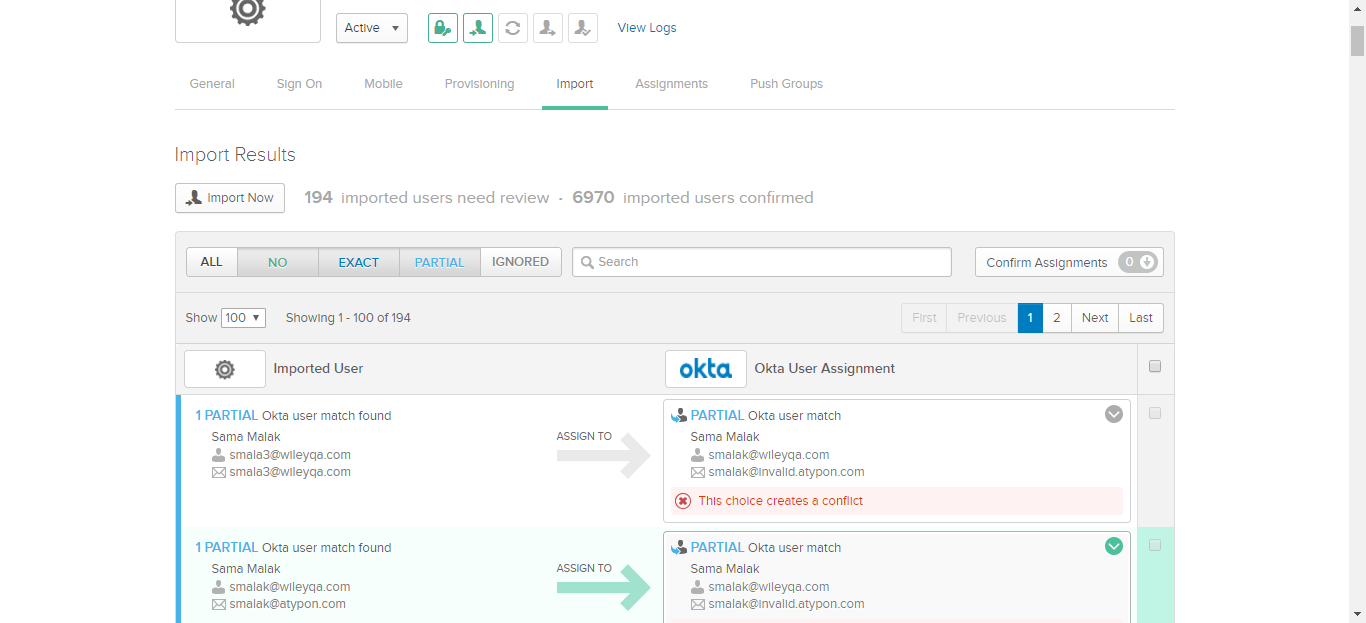 Active View Logs
General Sign On Mobile Provisioning Import Assignments Push Groups
Import Results
Import Now 194 imported users need review - 6970 imported users confirmed
ALL NO EXACT PARTIAL IGNORED Search Confirm Assignments 0
Show 100 Showing 1 - 100 of 194 First Previous 1 2 Next Last
Imported User okta Okta User Assignment
1 PARTIAL Okta user match found PARTIAL Okta user match
Sama Malak ASSIGN TO Sama Malak
smala3@wileyqa.com smalak@wileyqa.com
smala3@wileyqa.com smalak@invalid.atypon.com
This choice creates a conflict
1 PARTIAL Okta user match found PARTIAL Okta user match
Sama Malak ASSIGN TO Sama Malak
smalak@wileyqa.com smalak@wileyqa.com
smalak@atypon.com smalak@invalid.atypon.com